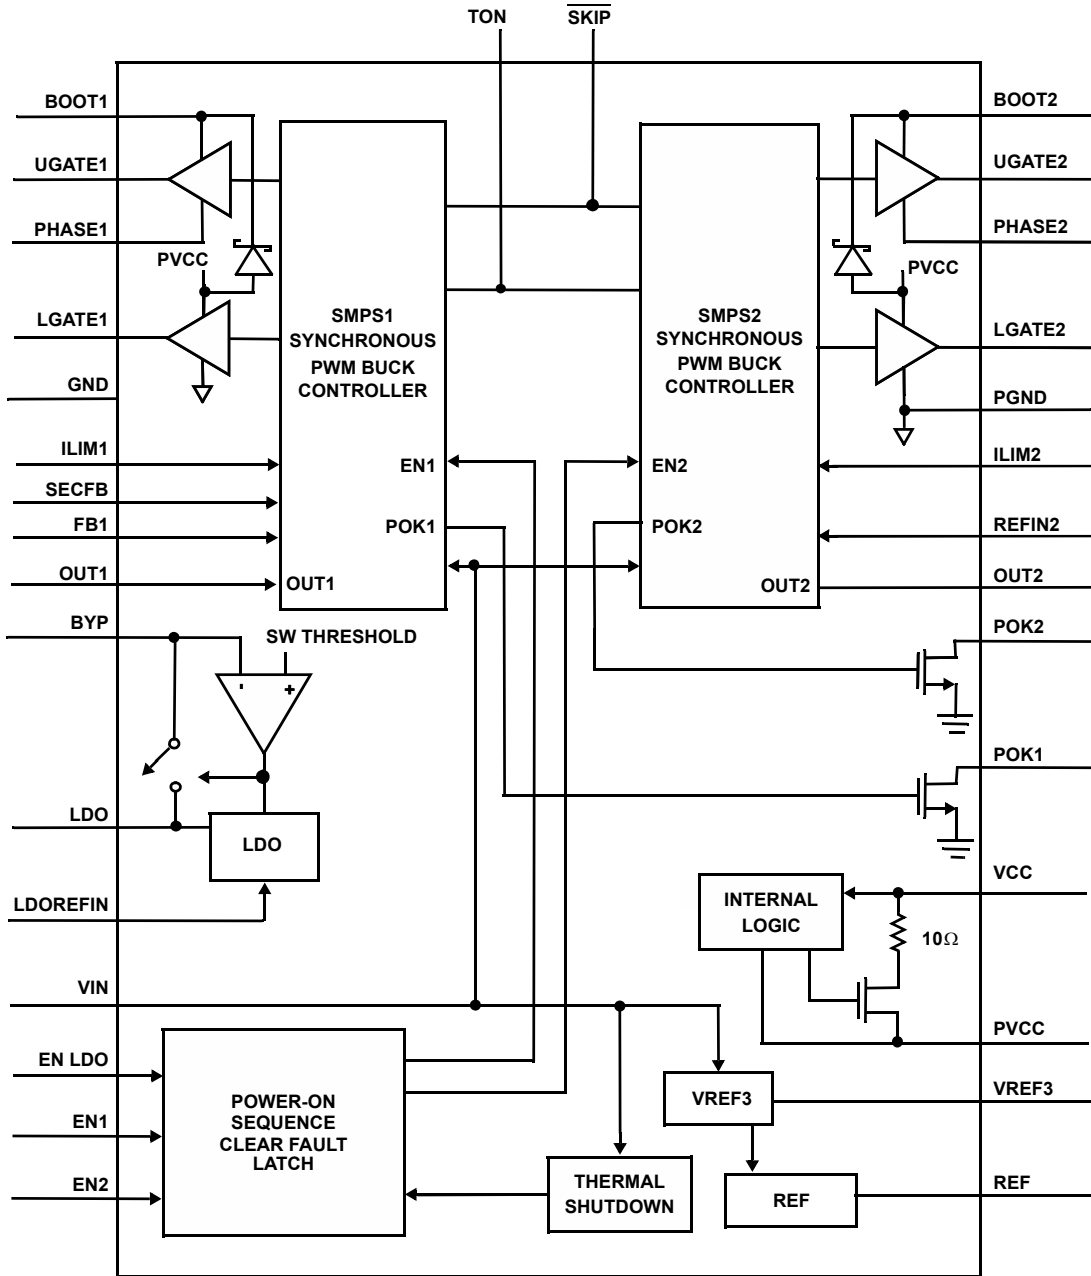 TON
SKIP
BOOT1
UGATE1
PHASE1
PVCC
LGATE1
GND
ILIM1
SECFB
FB1
OUT1
BYP
LDO
LDOREFIN
VIN
EN LDO
EN1
EN2
SMPS1
SYNCHRONOUS
PWM BUCK
CONTROLLER
EN1
POK1
OUT1
SW THRESHOLD
-
+
LDO
POWER-ON
SEQUENCE
CLEAR FAULT
LATCH
THERMAL
SHUTDOWN
SMPS2
SYNCHRONOUS
PWM BUCK
CONTROLLER
EN2
POK2
OUT2
PVCC
INTERNAL
LOGIC
10Ω
VREF3
REF
BOOT2
UGATE2
PHASE2
LGATE2
PGND
ILIM2
REFIN2
OUT2
POK2
POK1
VCC
PVCC
VREF3
REF